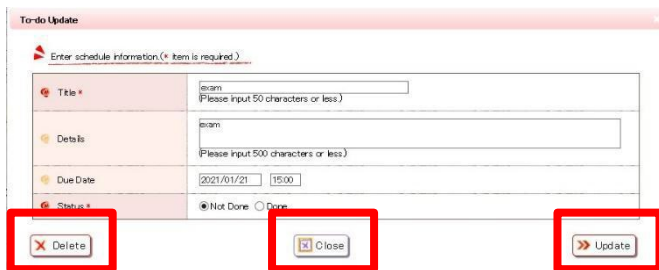 To-do Update
Enter schedule information.(* item is required.)
Title *
exam
(Please input 50 characters or less.)
Details
exam
(Please input 500 characters or less.)
Due Date
2021/01/21 15:00
Status *
Not Done Done
Delete Close Update